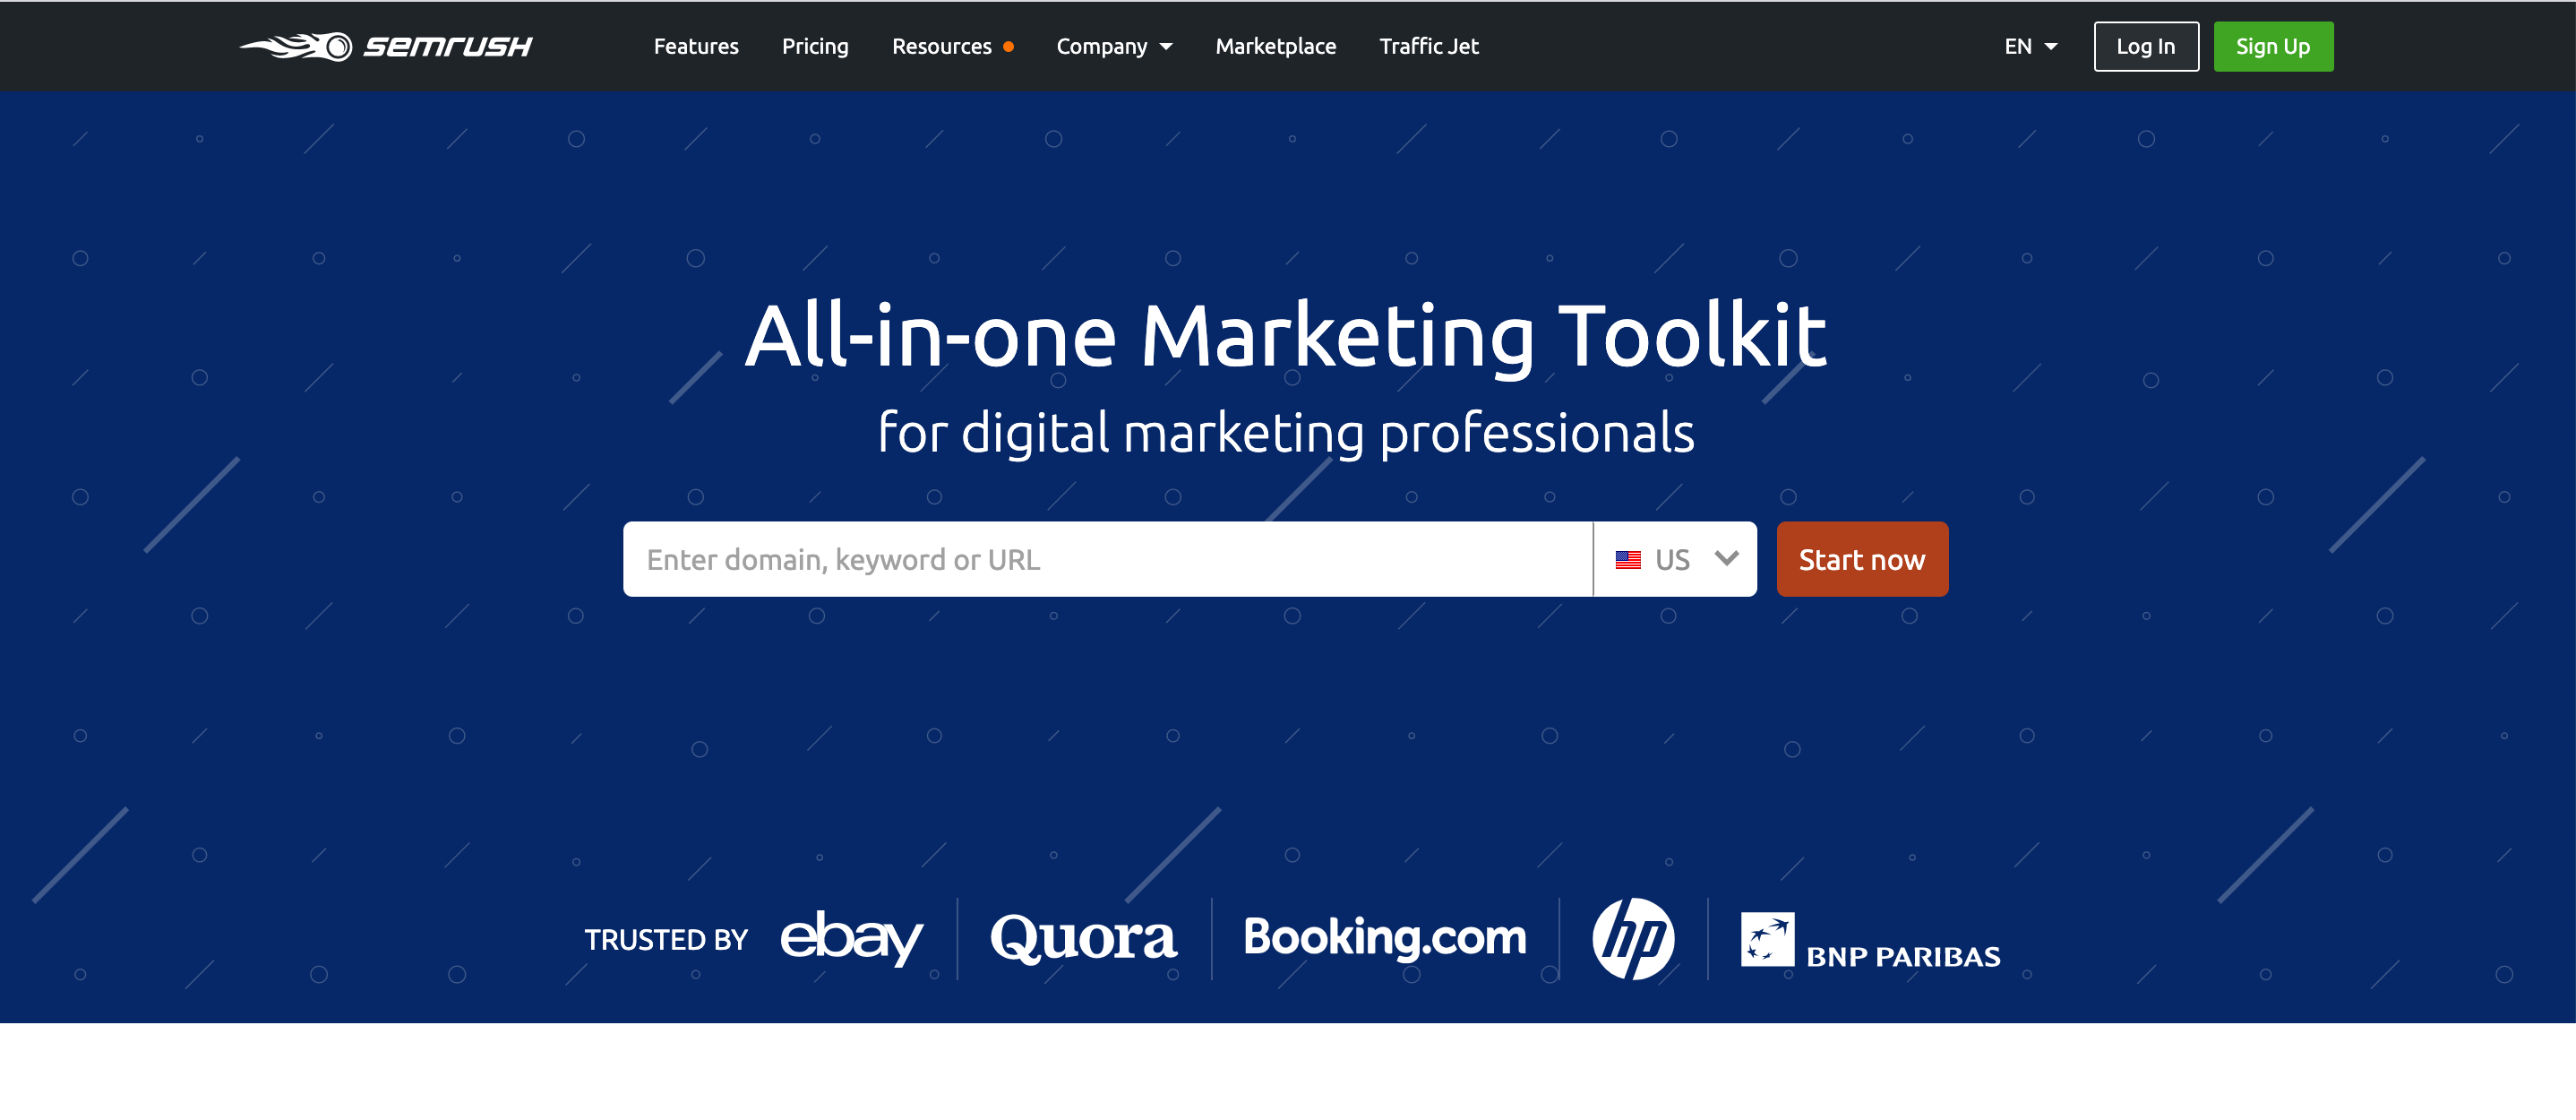 semrush Features Pricing Resources Company Marketplace Traffic Jet EN Log In Sign Up
All-in-one Marketing Toolkit
for digital marketing professionals
Enter domain, keyword or URL US Start now
TRUSTED BY ebay Quora Booking.com hp BNP PARIBAS